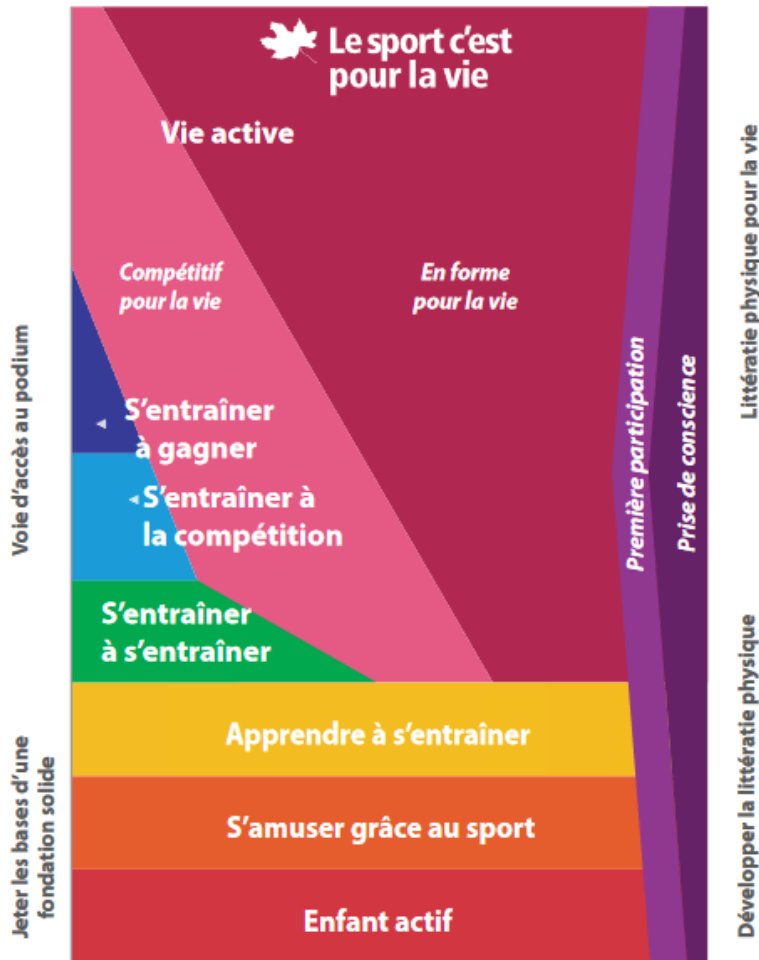 Le sport c'est
pour la vie
Vie active
Compétitif
pour la vie
En forme
pour la vie
S'entraîner
à gagner
S'entraîner à
la compétition
S'entraîner
à s'entraîner
Apprendre à s'entraîner
S'amuser grâce au sport
Enfant actif
Première participation
Prise de conscience
Voie d'accès au podium
Jeter les bases d'une
fondation solide
Littératie physique pour la vie
Développer la littératie physique